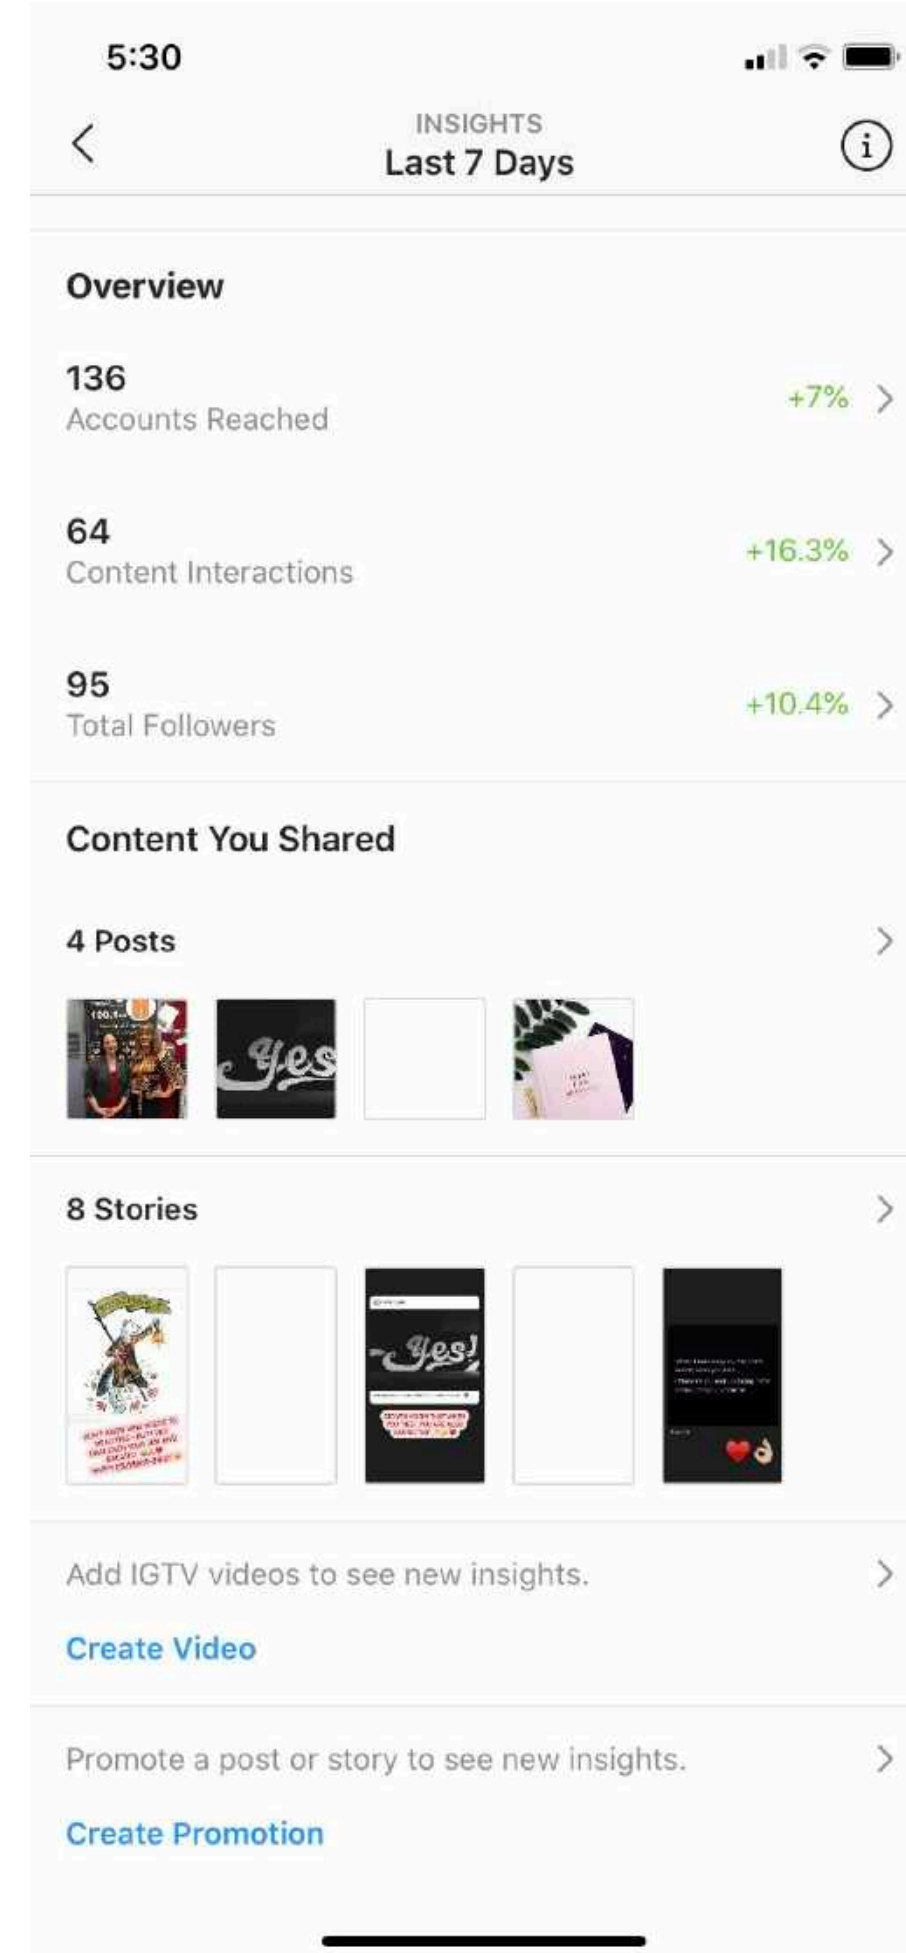 5:30
INSIGHTS
Last 7 Days
Overview
136
Accounts Reached
+7%
64
Content Interactions
+16.3%
95
Total Followers
+10.4%
Content You Shared
4 Posts
100.1
Yes
8 Stories
Yes!
Add IGTV videos to see new insights.
Create Video
Promote a post or story to see new insights.
Create Promotion